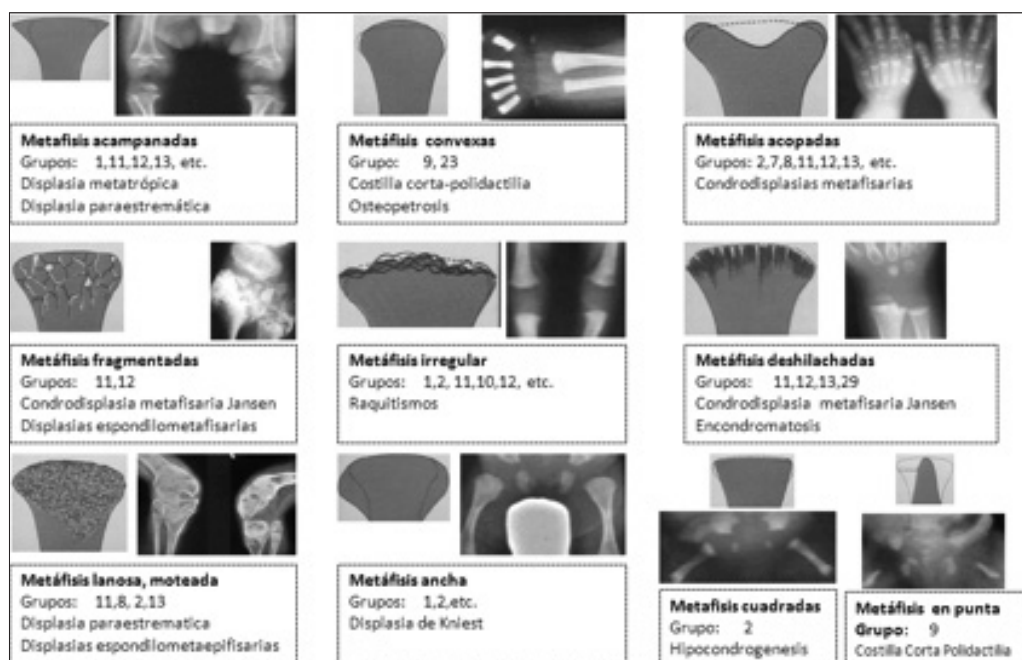 Metafisis acampanadas
Grupos: 1,11,12,13, etc.
Displasia metatrópica
Displasia paraestremática
Metáfisis convexas
Grupo: 9, 23
Costilla corta-polidactilia
Osteopetrosis
Metáfisis acopadas
Grupos: 2,7,8,11,12,13, etc.
Condrodisplasias metafisarias
Metáfisis fragmentadas
Grupos: 11,12
Condrodisplasia metafisaria Jansen
Displasias espondilometafisarias
Metáfisis irregular
Grupos: 1,2, 11,10,12, etc.
Raquitismos
Metáfisis deshilachadas
Grupos: 11,12,13,29
Condrodisplasia metafisaria Jansen
Encondromatosis
Metáfisis lanosa, moteada
Grupos: 11,8, 2,13
Displasia paraestrematica
Displasias espondilometaepifisarias
Metáfisis ancha
Grupos: 1,2,etc.
Displasia de Kniest
Metafisis cuadradas
Grupo: 2
Hipocondrogenesis
Metáfisis en punta
Grupo: 9
Costilla Corta Polidactilia